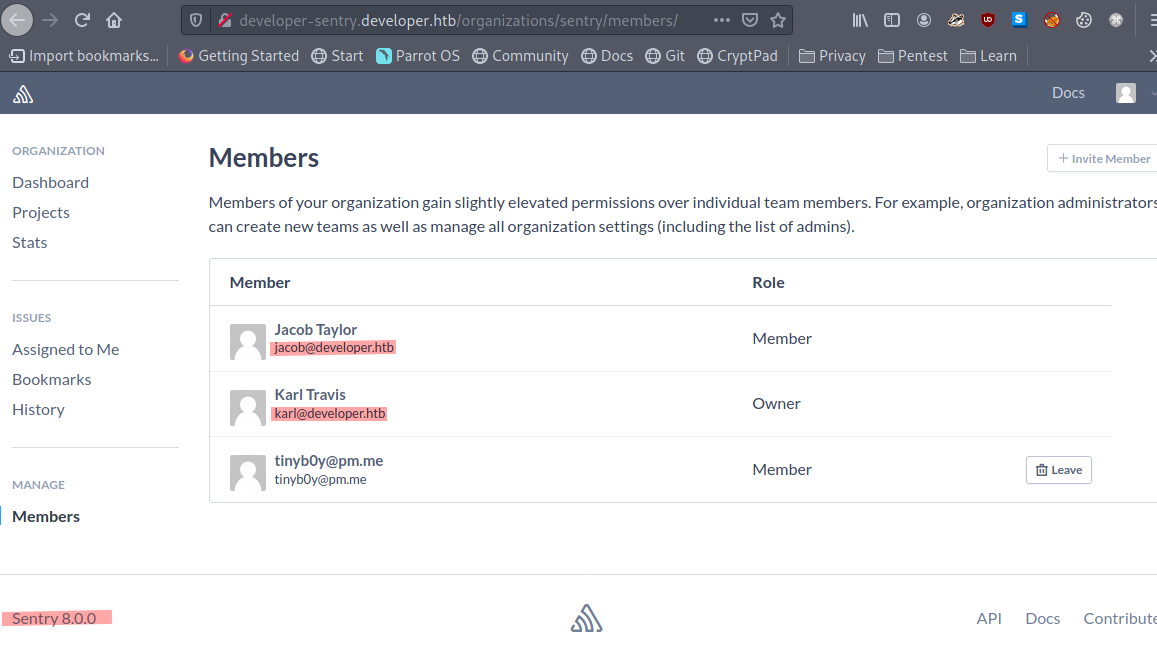 developer-sentry.developer.htb/organizations/sentry/members/
Import bookmarks... Getting Started Start Parrot OS Community Docs Git CryptPad Privacy Pentest Learn
Docs
ORGANIZATION
Dashboard
Projects
Stats
ISSUES
Assigned to Me
Bookmarks
History
MANAGE
Members
Members
+ Invite Member
Members of your organization gain slightly elevated permissions over individual team members. For example, organization administrators
can create new teams as well as manage all organization settings (including the list of admins).
Member Role
Jacob Taylor
jacob@developer.htb
Member
Karl Travis
karl@developer.htb
Owner
tinyb0y@pm.me
tinyb0y@pm.me
Member
Leave
Sentry 8.0.0
API Docs Contribute